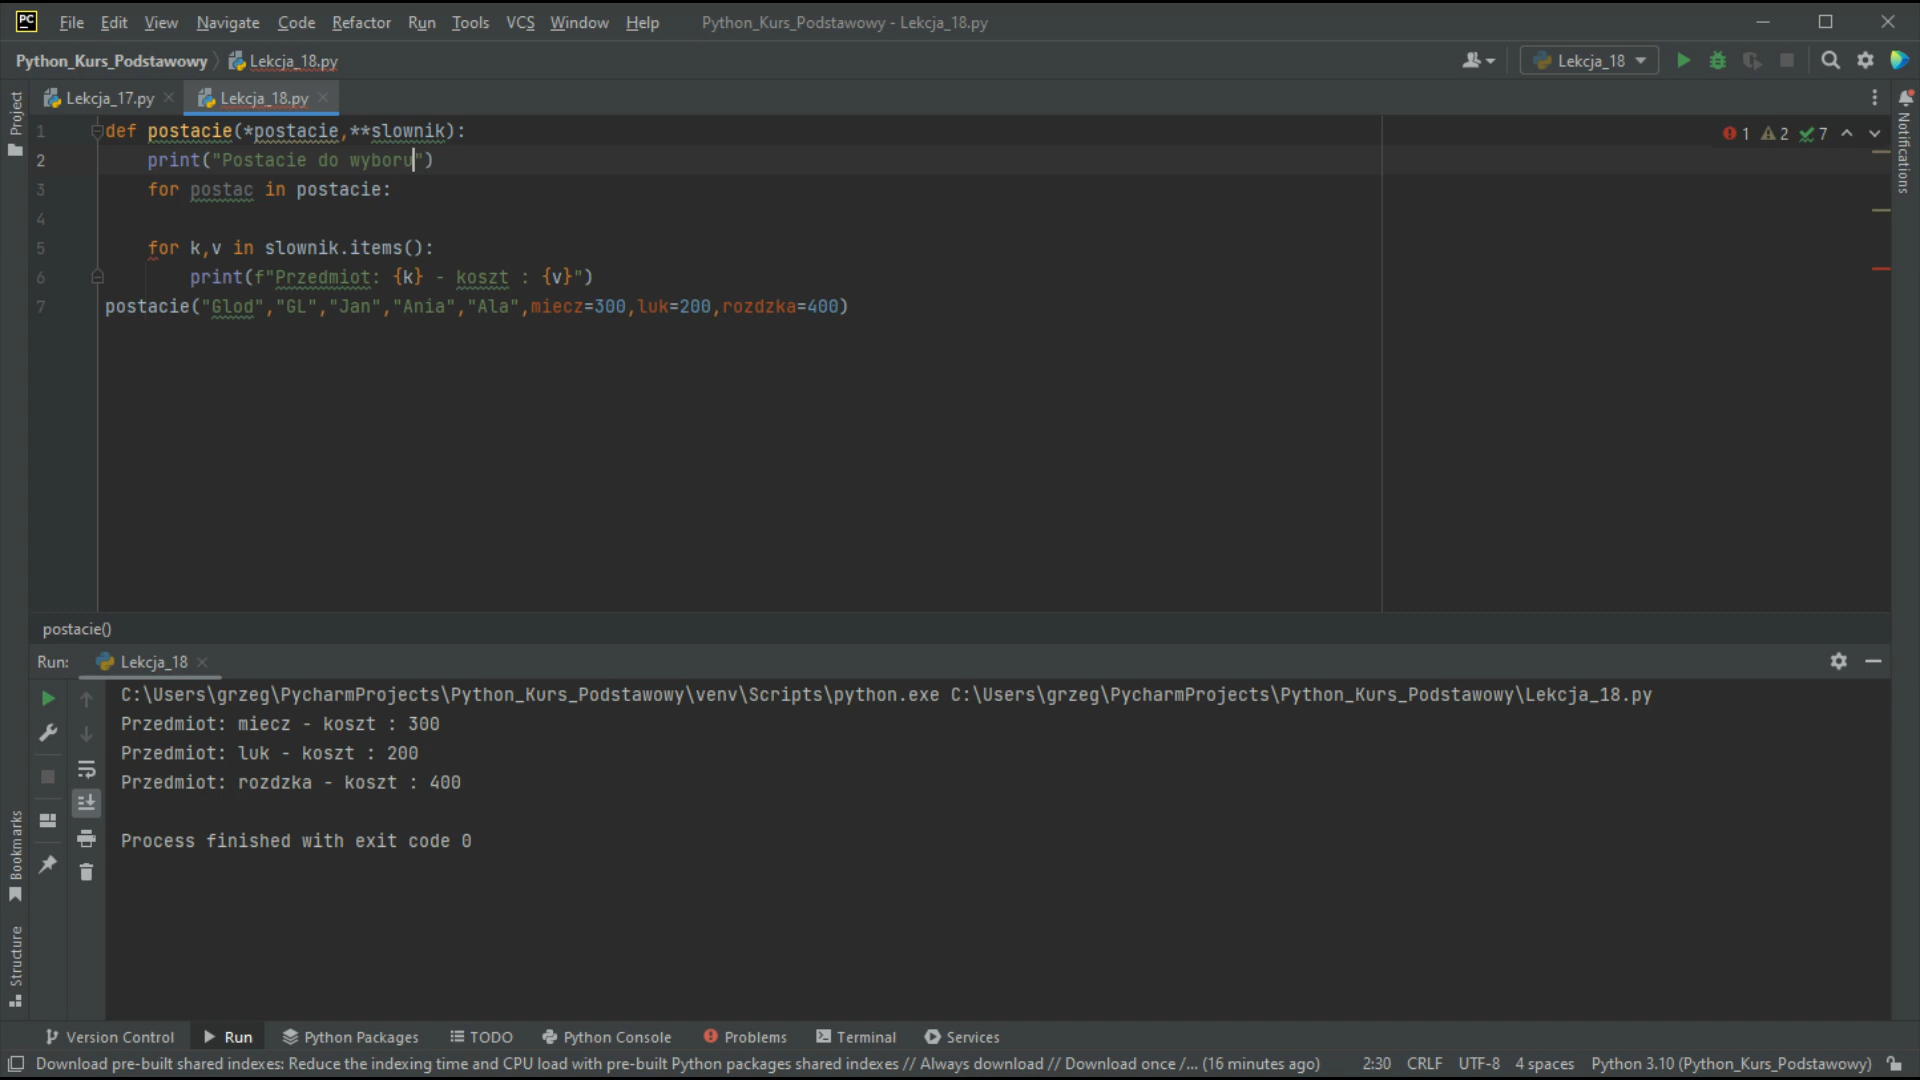 PC File Edit View Navigate Code Refactor Run Tools VCS Window Help Python_Kurs_Podstawowy - Lekcja_18.py
Python_Kurs_Podstawowy Lekcja_18.py Lekcja_18
Project
Lekcja_17.py Lekcja_18.py
Notifications
1 def postacie(*postacie,**slownik): 1 2 7
2 print("Postacie do wyboru")
3 for postac in postacie:
4
5 for k,v in slownik.items():
6 print(f"Przedmiot: {k} - koszt : {v}")
7 postacie("Glod","GL","Jan","Ania","Ala",miecz=300,luk=200,rozdzka=400)
postacie()
Run: Lekcja_18
C:\Users\grzeg\PycharmProjects\Python_Kurs_Podstawowy\venv\Scripts\python.exe C:\Users\grzeg\PycharmProjects\Python_Kurs_Podstawowy\Lekcja_18.py
Przedmiot: miecz - koszt : 300
Przedmiot: luk - koszt : 200
Przedmiot: rozdzka - koszt : 400
Process finished with exit code 0
Bookmarks
Structure
Version Control Run Python Packages TODO Python Console Problems Terminal Services
Download pre-built shared indexes: Reduce the indexing time and CPU load with pre-built Python packages shared indexes // Always download // Download once /... (16 minutes ago) 2:30 CRLF UTF-8 4 spaces Python 3.10 (Python_Kurs_Podstawowy)